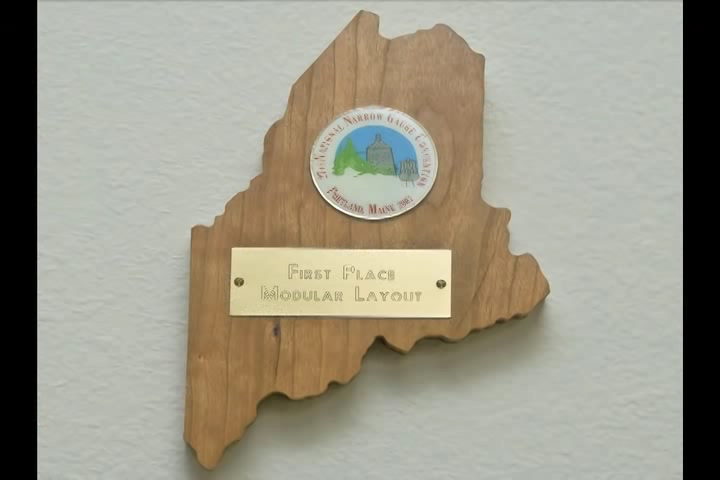 National Narrow Gauge Convention
Portland, Maine
First Place
Modular Layout